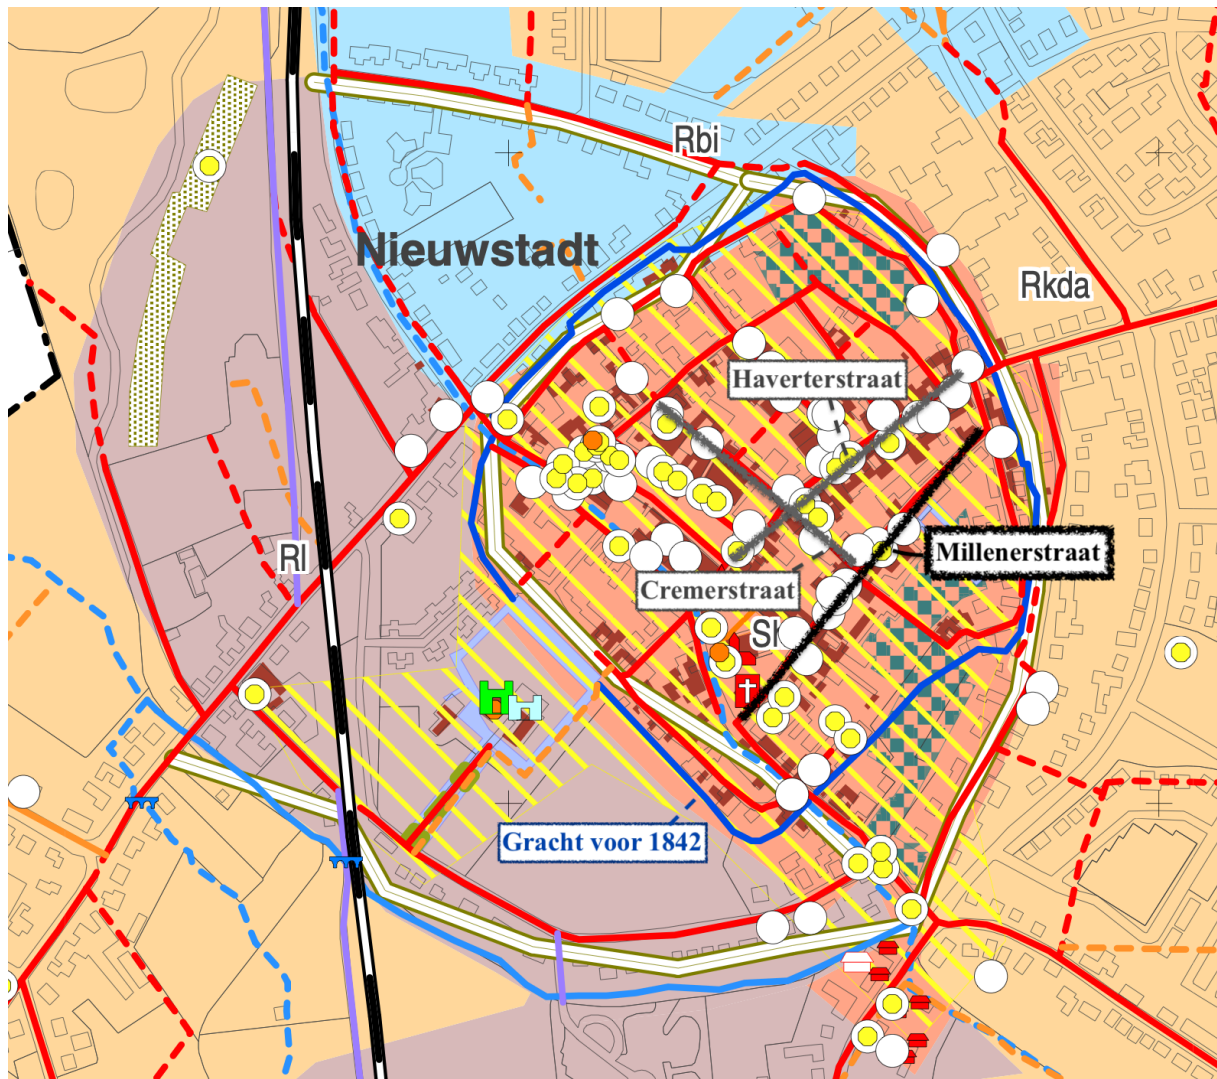 Rbi
Nieuwstadt
Rkda
Haverterstraat
Rl
Millenerstraat
Cremerstraat
Sl
Gracht voor 1842